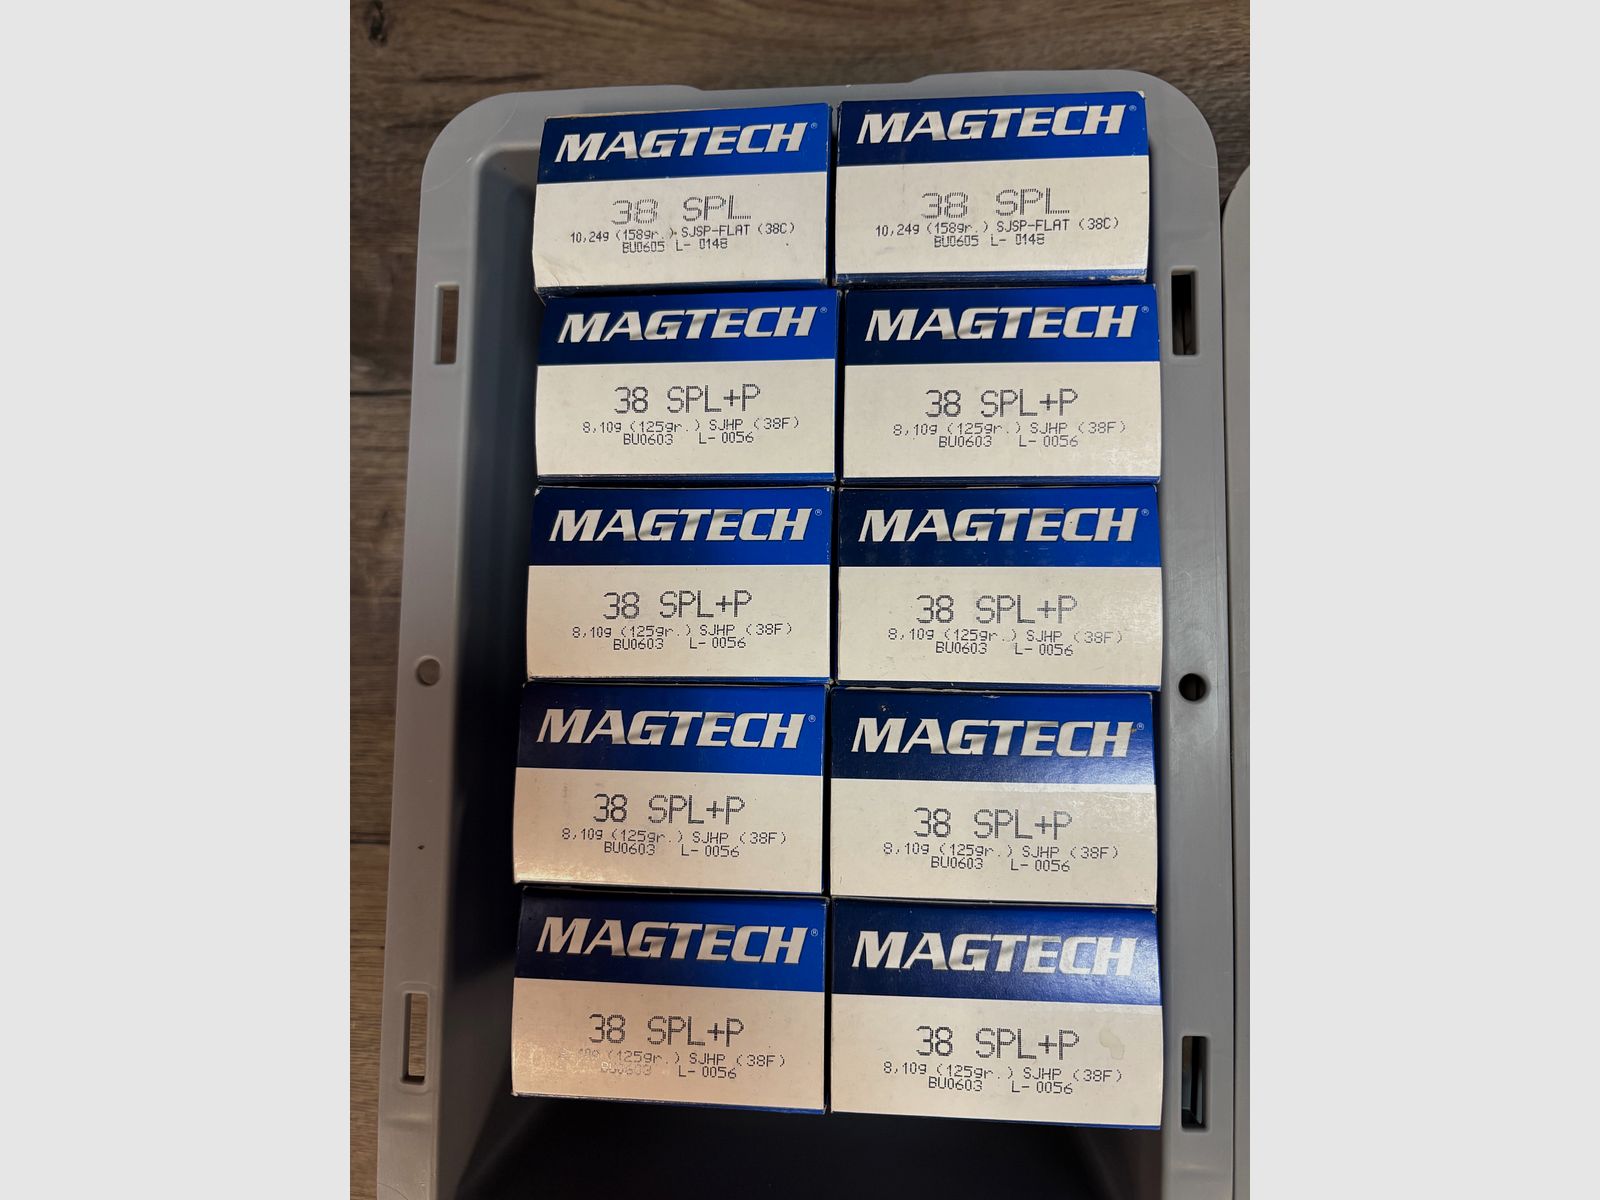 MAGTECH®
38 SPL
10,24g (158gr.) SJSP-FLAT (38C)
BU0605 L- 0148
MAGTECH®
38 SPL
10,24g (158gr.) SJSP-FLAT (38C)
BU0605 L- 0148
MAGTECH®
38 SPL+P
8,10g (125gr.) SJHP (38F)
BU0603 L- 0056
MAGTECH®
38 SPL+P
8,10g (125gr.) SJHP (38F)
BU0603 L- 0056
MAGTECH®
38 SPL+P
8,10g (125gr.) SJHP (38F)
BU0603 L- 0056
MAGTECH®
38 SPL+P
8,10g (125gr.) SJHP (38F)
BU0603 L- 0056
MAGTECH®
38 SPL+P
8,10g (125gr.) SJHP (38F)
BU0603 L- 0056
MAGTECH®
38 SPL+P
8,10g (125gr.) SJHP (38F)
BU0603 L- 0056
MAGTECH®
38 SPL+P
(125gr.) SJHP (38F)
BU0603 L- 0056
MAGTECH®
38 SPL+P
8,10g (125gr.) SJHP (38F)
BU0603 L- 0056